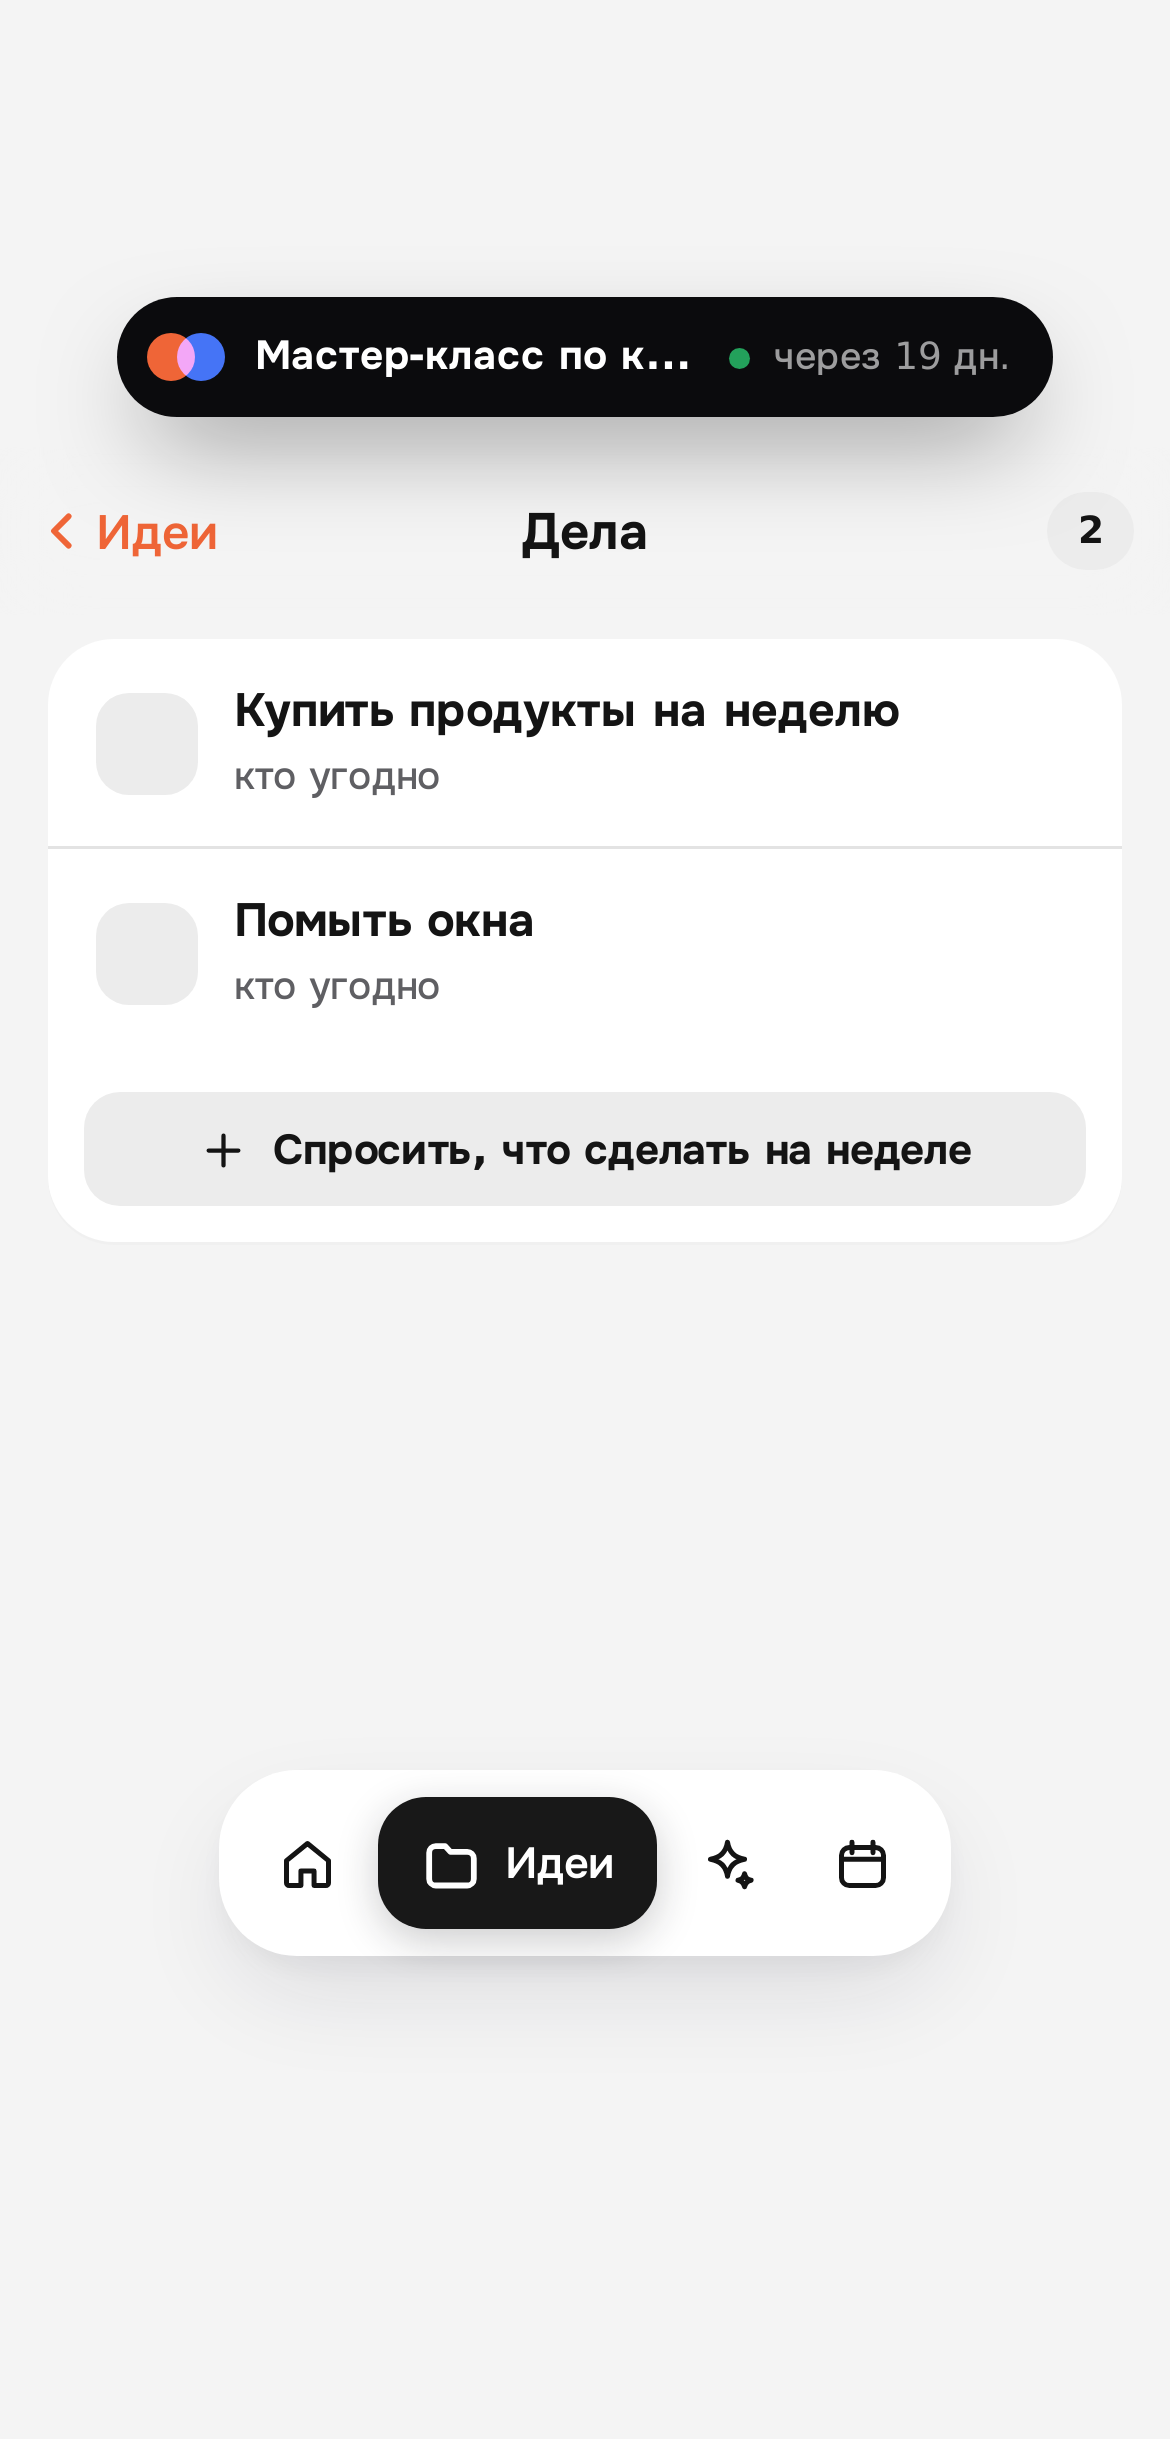 Мастер-класс по к... через 19 дн.
Идеи
Дела
2
Купить продукты на неделю
кто угодно
Помыть окна
кто угодно
Спросить, что сделать на неделе
Идеи